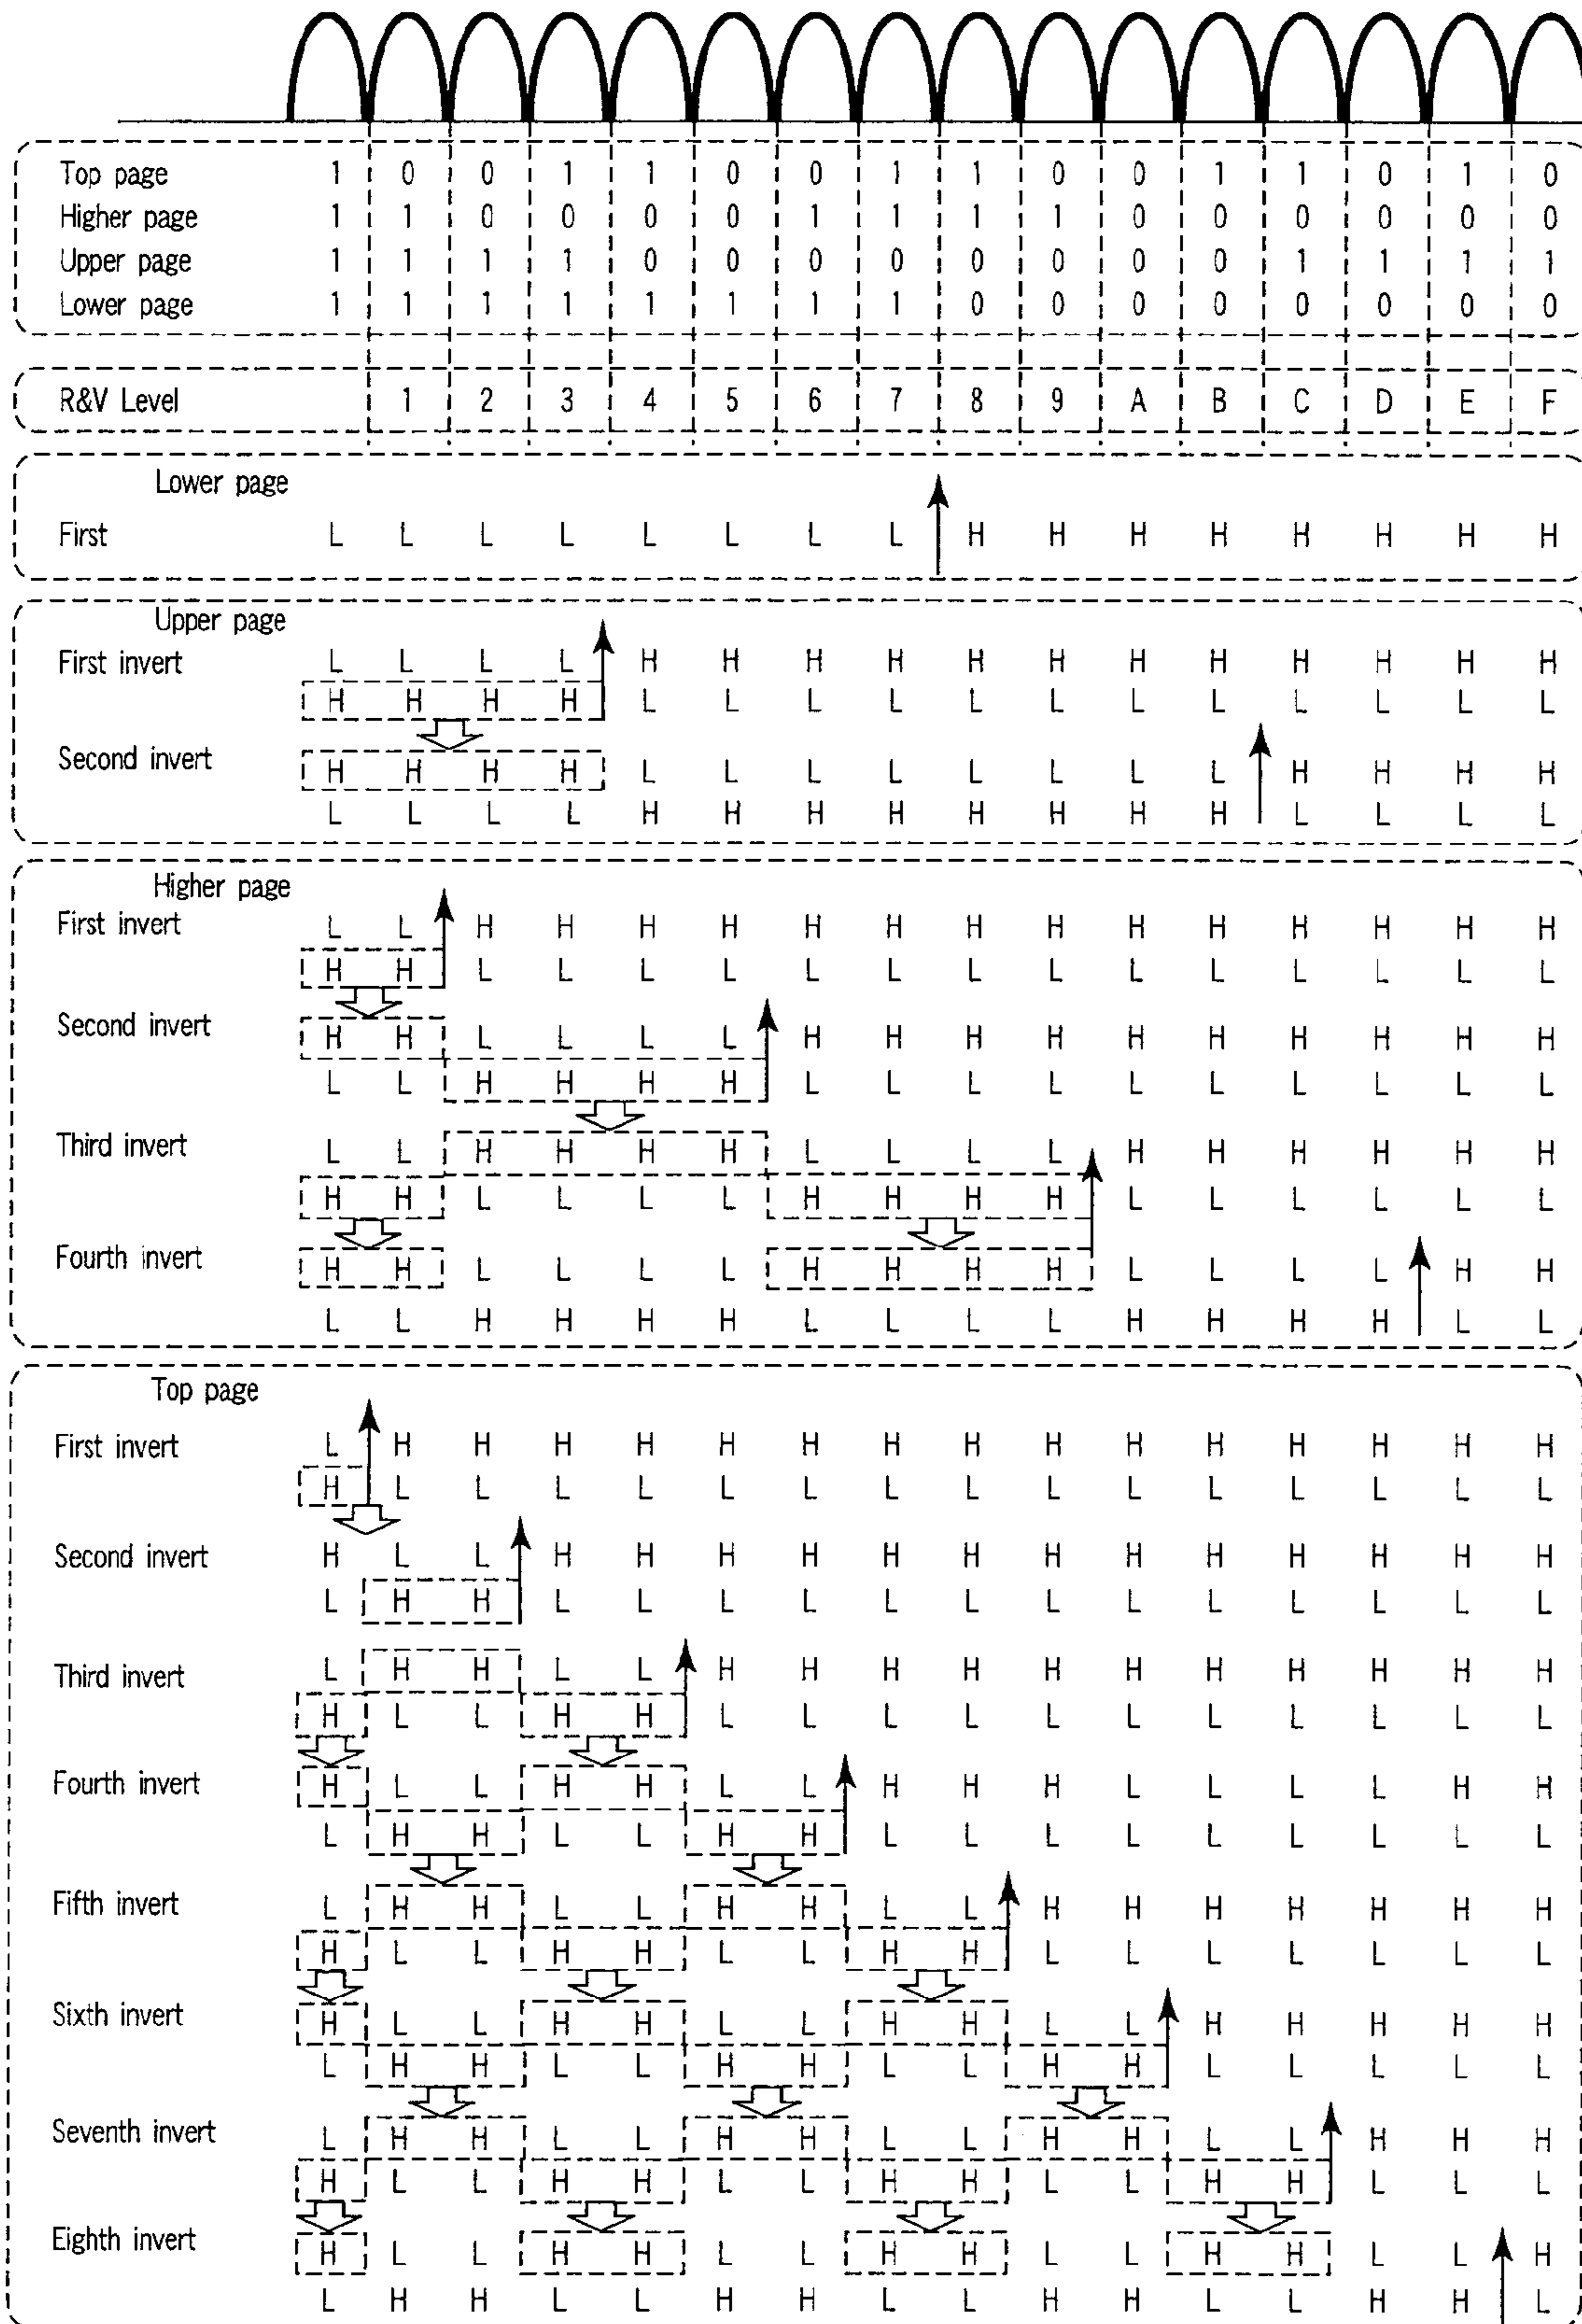 Top page 1 0 0 1 1 0 0 1 1 0 0 1 1 0 1 0
Higher page 1 1 0 0 0 0 1 1 1 1 0 0 0 0 0 0
Upper page 1 1 1 1 0 0 0 0 0 0 0 0 1 1 1 1
Lower page 1 1 1 1 1 1 1 1 0 0 0 0 0 0 0 0
R&V Level 1 2 3 4 5 6 7 8 9 A B C D E F
Lower page
First L L L L L L L L H H H H H H H H
Upper page
First invert L L L L H H H H H H H H H H H H
H H H H L L L L L L L L L L L L
Second invert H H H H L L L L L L L L H H H H
L L L L H H H H H H H H L L L L
Higher page
First invert L L H H H H H H H H H H H H H H
H H L L L L L L L L L L L L L L
Second invert H H L L L L H H H H H H H H H H
L L H H H H L L L L L L L L L L
Third invert L L H H H H L L L L H H H H H H
H H L L L L H H H H L L L L L L
Fourth invert H H L L L L H H H H L L L L H H
L L H H H H L L L L H H H H L L
Top page
First invert L H H H H H H H H H H H H H H H
H L L L L L L L L L L L L L L L
Second invert H L L H H H H H H H H H H H H H
L H H L L L L L L L L L L L L L
Third invert L H H L L H H H H H H H H H H H
H L L H H L L L L L L L L L L L
Fourth invert H L L H H L L H H H L L L L H H
L H H L L H H L L L L L L L L L
Fifth invert L H H L L H H L L H H H H H H H
H L L H H L L H H L L L L L L L
Sixth invert H L L H H L L H H L L H H H H H
L H H L L H H L L H H L L L L L
Seventh invert L H H L L H H L L H H L L H H H
H L L H H L L H H L L H H L L L
Eighth invert H L L H H L L H H L L H H L L H
L H H L L H H L L H H L L H H L